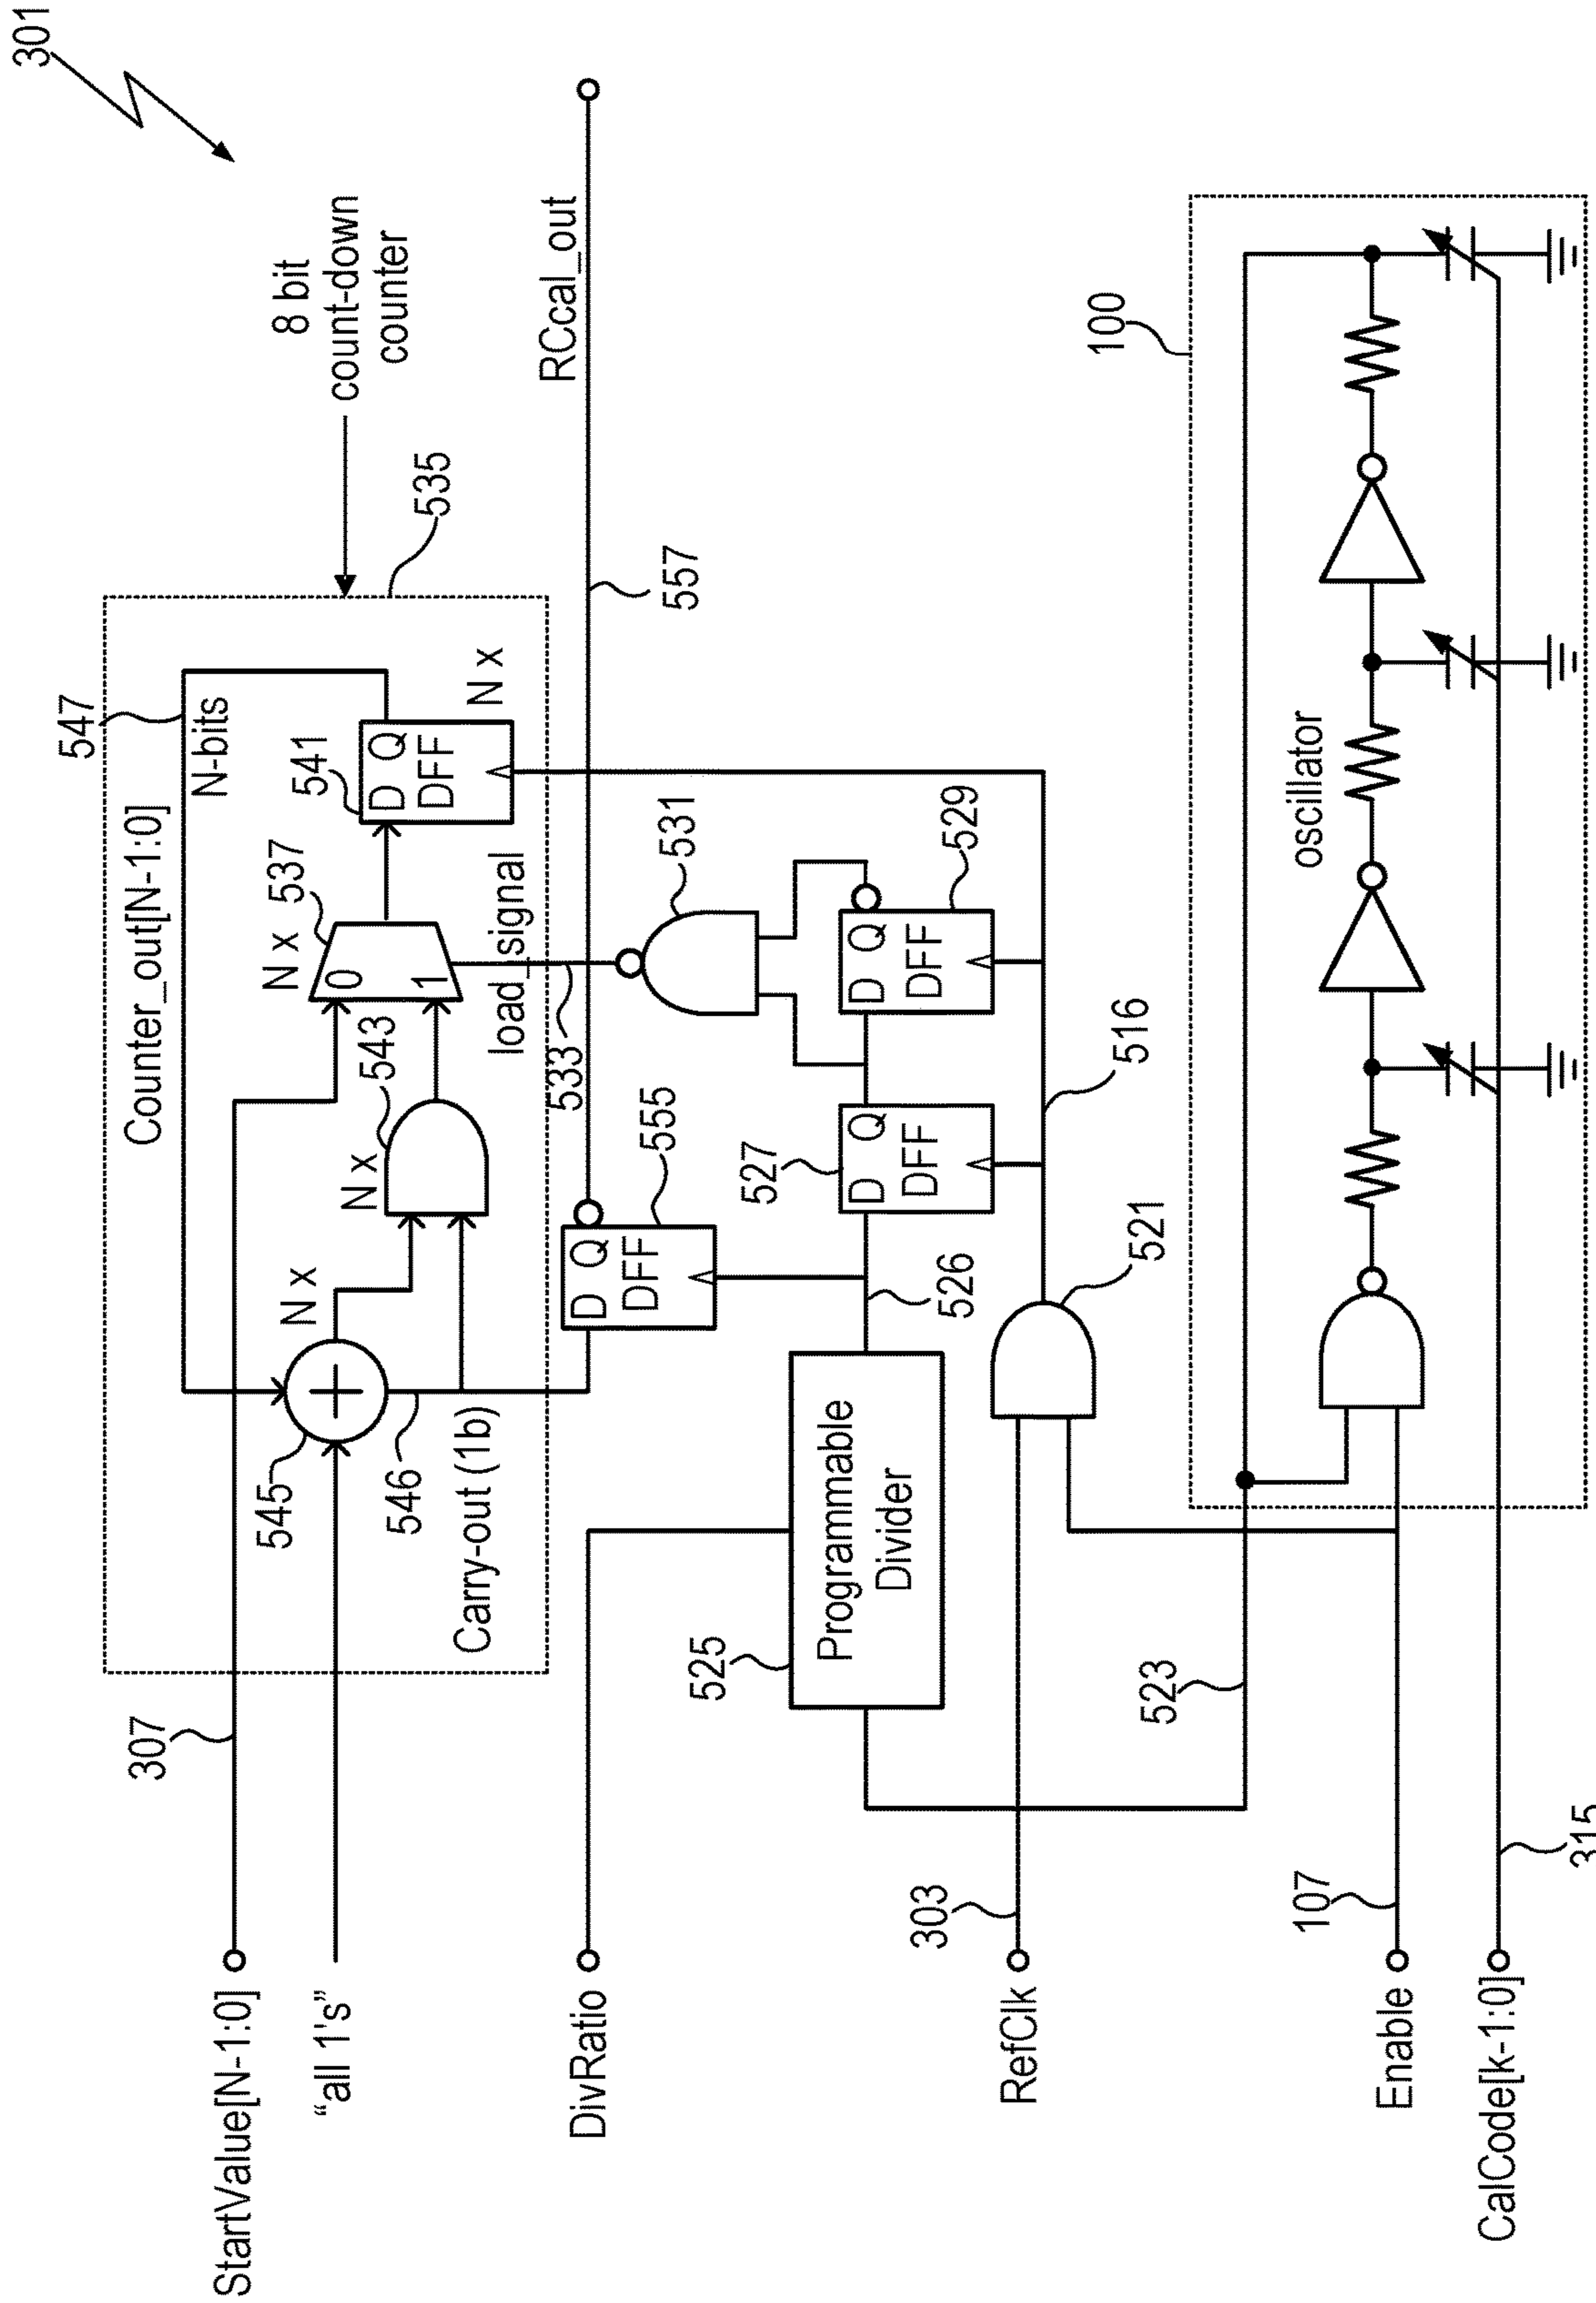 301
8 bit
count-down
counter
535
547
Counter_out[N-1:0]
N-bits
541
D Q
DFF
N x
N x
537
0
1
load_signal
533
543
N x
N x
545
546
Carry-out (1b)
307
StartValue[N-1:0]
“all 1's”
DivRatio
RefClk
303
Enable
107
CalCode[k-1:0]
315
RCcal_out
557
555
D Q
DFF
531
529
D Q
DFF
527
D Q
DFF
526
525
Programmable
Divider
521
516
523
100
oscillator